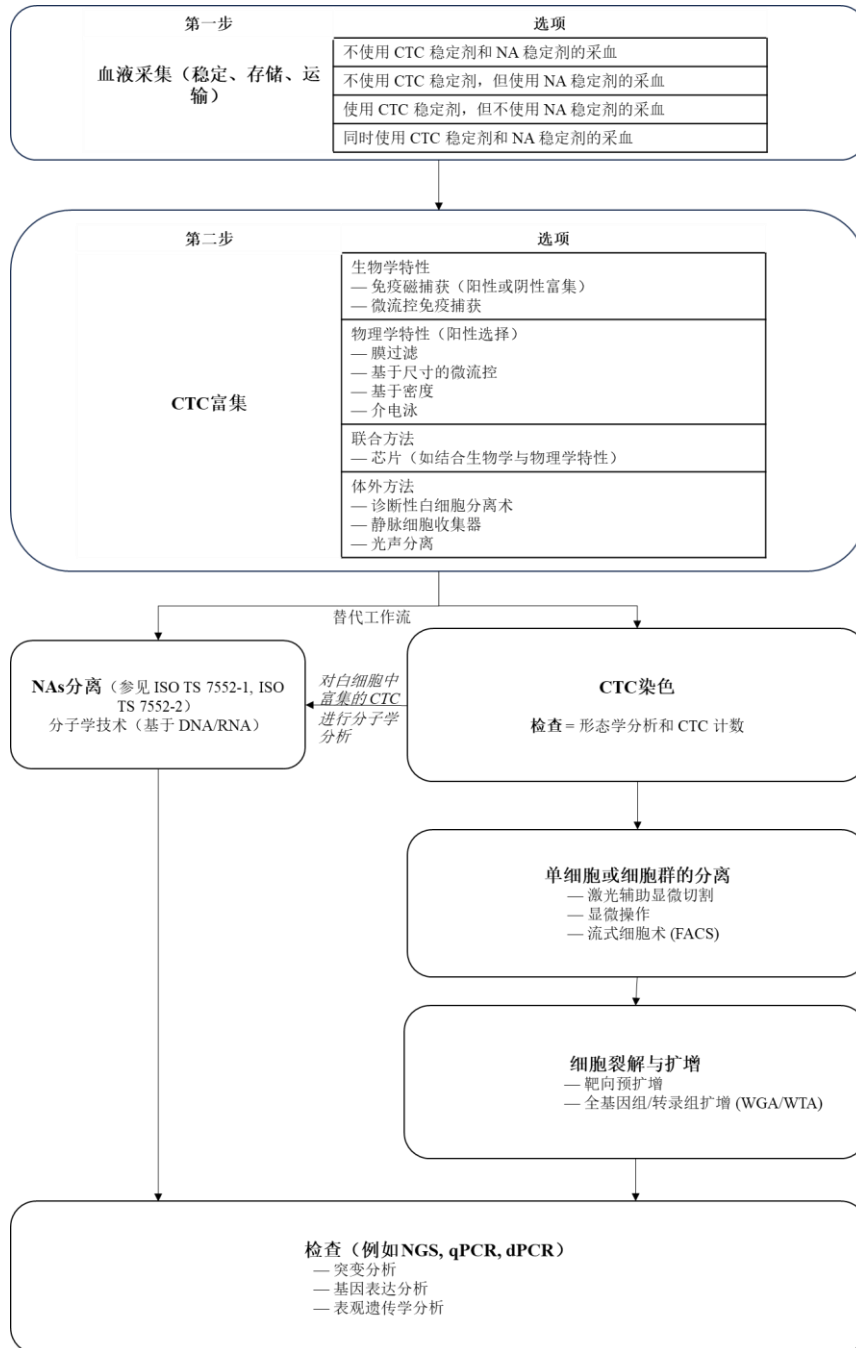 第一步
选项
血液采集（稳定、存储、运
输）
不使用 CTC 稳定剂和 NA 稳定剂的采血
不使用 CTC 稳定剂，但使用 NA 稳定剂的采血
使用 CTC 稳定剂，但不使用 NA 稳定剂的采血
同时使用 CTC 稳定剂和 NA 稳定剂的采血
第二步
选项
CTC富集
生物学特性
— 免疫磁捕获（阳性或阴性富集）
— 微流控免疫捕获
物理学特性（阳性选择）
— 膜过滤
— 基于尺寸的微流控
— 基于密度
— 介电泳
联合方法
— 芯片（如结合生物学与物理学特性）
体外方法
— 诊断性白细胞分离术
— 静脉细胞收集器
— 光声分离
替代工作流
NAs分离（参见 ISO TS 7552-1, ISO
TS 7552-2）
分子学技术（基于 DNA/RNA）
对白细胞中
富集的 CTC
进行分子学
分析
CTC染色
检查 = 形态学分析和 CTC 计数
单细胞或细胞群的分离
— 激光辅助显微切割
— 显微操作
— 流式细胞术 (FACS)
细胞裂解与扩增
— 靶向预扩增
— 全基因组/转录组扩增 (WGA/WTA)
检查（例如NGS, qPCR, dPCR）
— 突变分析
— 基因表达分析
— 表观遗传学分析